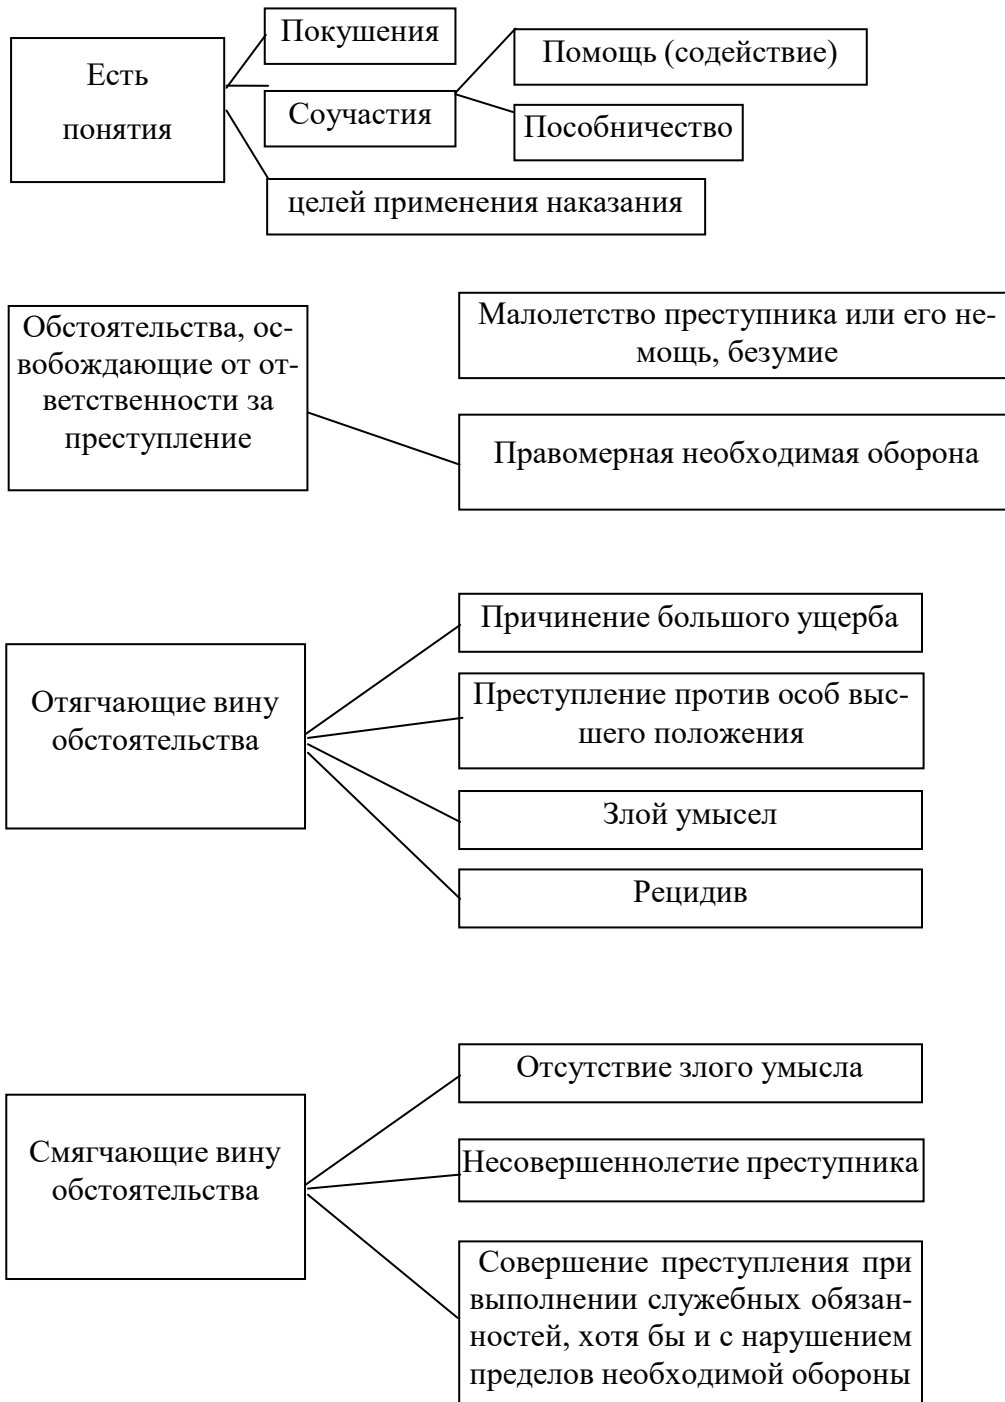 Есть
понятия
Покушения
Соучастия
Помощь (содействие)
Пособничество
целей применения наказания
Обстоятельства, ос-
вобождающие от от-
ветственности за
преступление
Малолетство преступника или его не-
мощь, безумие
Правомерная необходимая оборона
Отягчающие вину
обстоятельства
Причинение большого ущерба
Преступление против особ выс-
шего положения
Злой умысел
Рецидив
Смягчающие вину
обстоятельства
Отсутствие злого умысла
Несовершеннолетие преступника
Совершение преступления при
выполнении служебных обязан-
ностей, хотя бы и с нарушением
пределов необходимой обороны